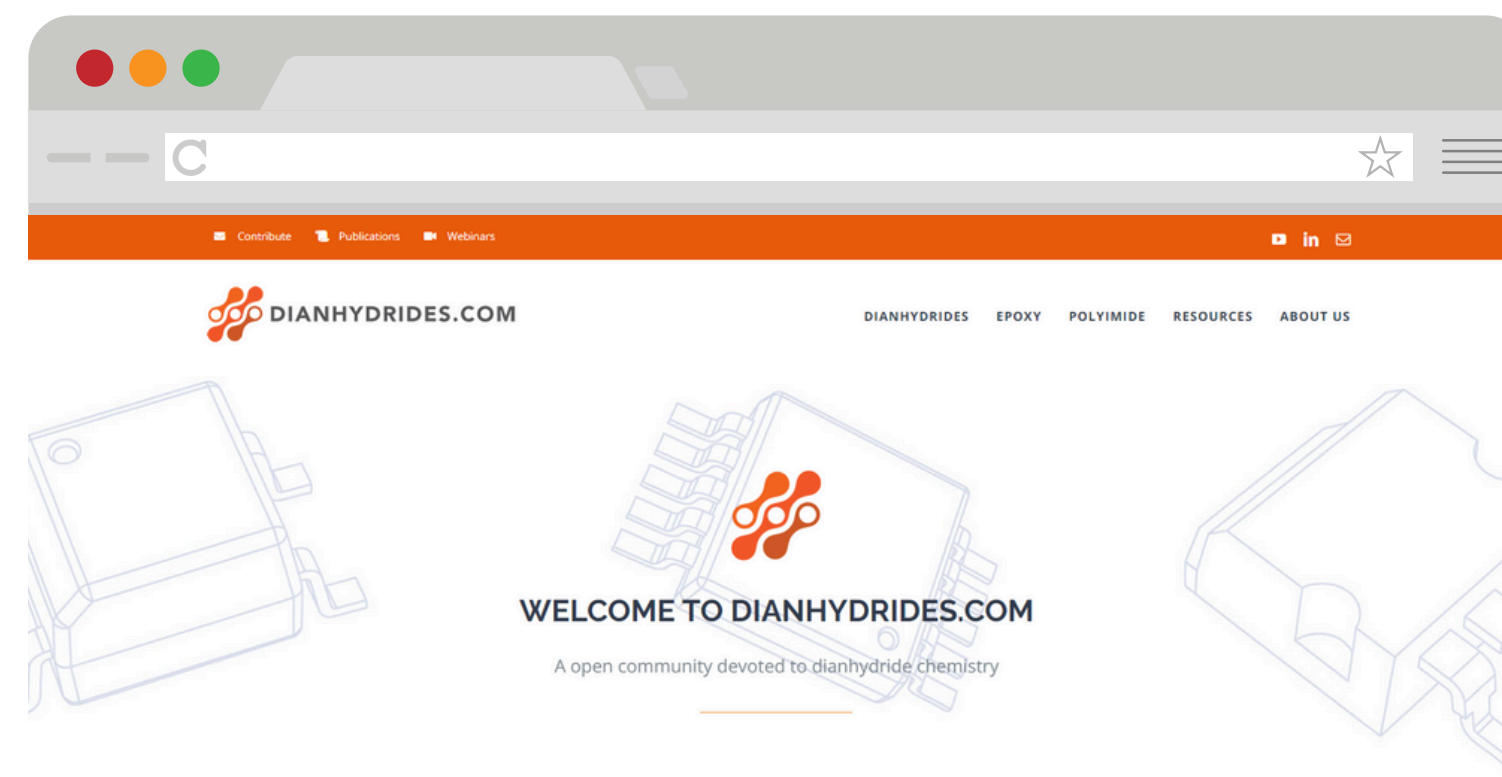 Contribute Publications Webinars
in
DIANHYDRIDES.COM
DIANHYDRIDES EPOXY POLYIMIDE RESOURCES ABOUT US
WELCOME TO DIANHYDRIDES.COM
A open community devoted to dianhydride chemistry